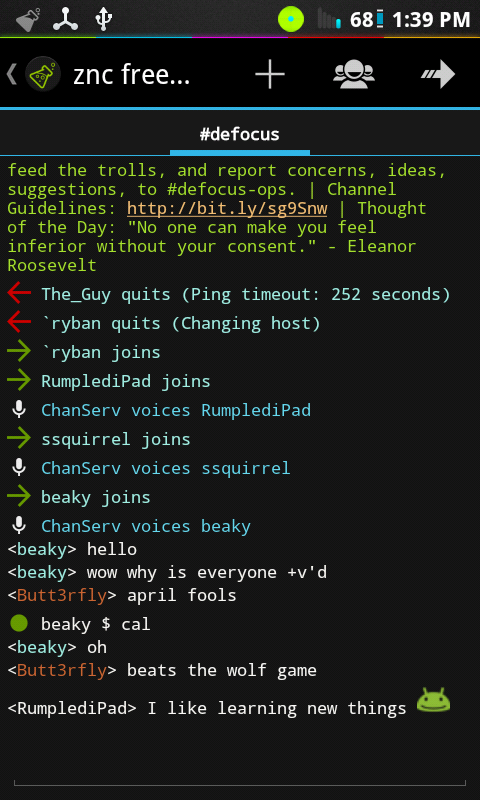 68 1:39 PM
znc free...
#defocus
feed the trolls, and report concerns, ideas,
suggestions, to #defocus-ops. | Channel
Guidelines: http://bit.ly/sg9Snw | Thought
of the Day: "No one can make you feel
inferior without your consent." - Eleanor
Roosevelt
The_Guy quits (Ping timeout: 252 seconds)
`ryban quits (Changing host)
`ryban joins
RumplediPad joins
ChanServ voices RumplediPad
ssquirrel joins
ChanServ voices ssquirrel
beaky joins
ChanServ voices beaky
<beaky> hello
<beaky> wow why is everyone +v'd
<Butt3rfly> april fools
beaky $ cal
<beaky> oh
<Butt3rfly> beats the wolf game
<RumplediPad> I like learning new things